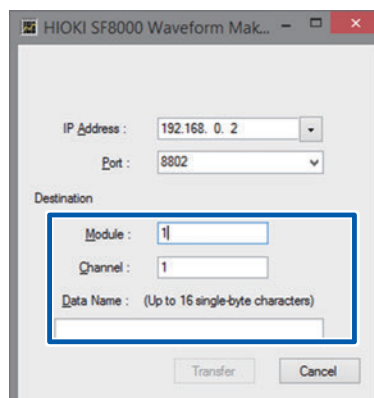 HIOKI SF8000 Waveform Mak...
IP Address : 192.168. 0. 2
Port : 8802
Destination
Module : 1
Channel : 1
Data Name : (Up to 16 single-byte characters)
Transfer Cancel